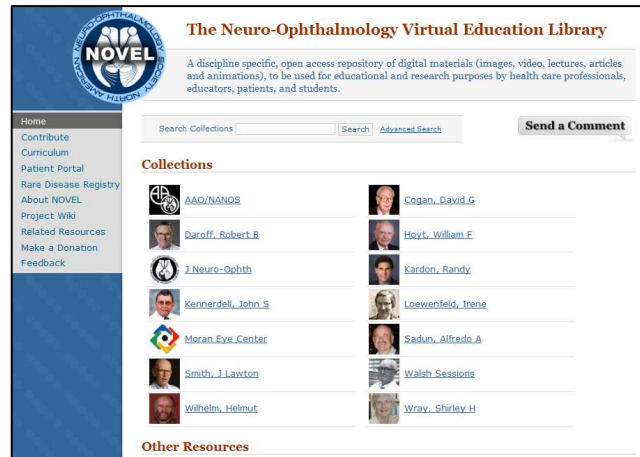 NORTH AMERICAN NEURO-OPHTHALMOLOGY SOCIETY
NOVEL
The Neuro-Ophthalmology Virtual Education Library
A discipline specific, open access repository of digital materials (images, video, lectures, articles
and animations), to be used for educational and research purposes by health care professionals,
educators, patients, and students.
Home
Contribute
Curriculum
Patient Portal
Rare Disease Registry
About NOVEL
Project Wiki
Related Resources
Make a Donation
Feedback
Search Collections Search Advanced Search
Send a Comment
Collections
AAO/NANOS
Cogan, David G
Daroff, Robert B
Hoyt, William F
J Neuro-Ophth
Kardon, Randy
Kennerdell, John S
Loewenfeld, Irene
Moran Eye Center
Sadun, Alfredo A
Smith, J Lawton
Walsh Sessions
Wilhelm, Helmut
Wray, Shirley H
Other Resources